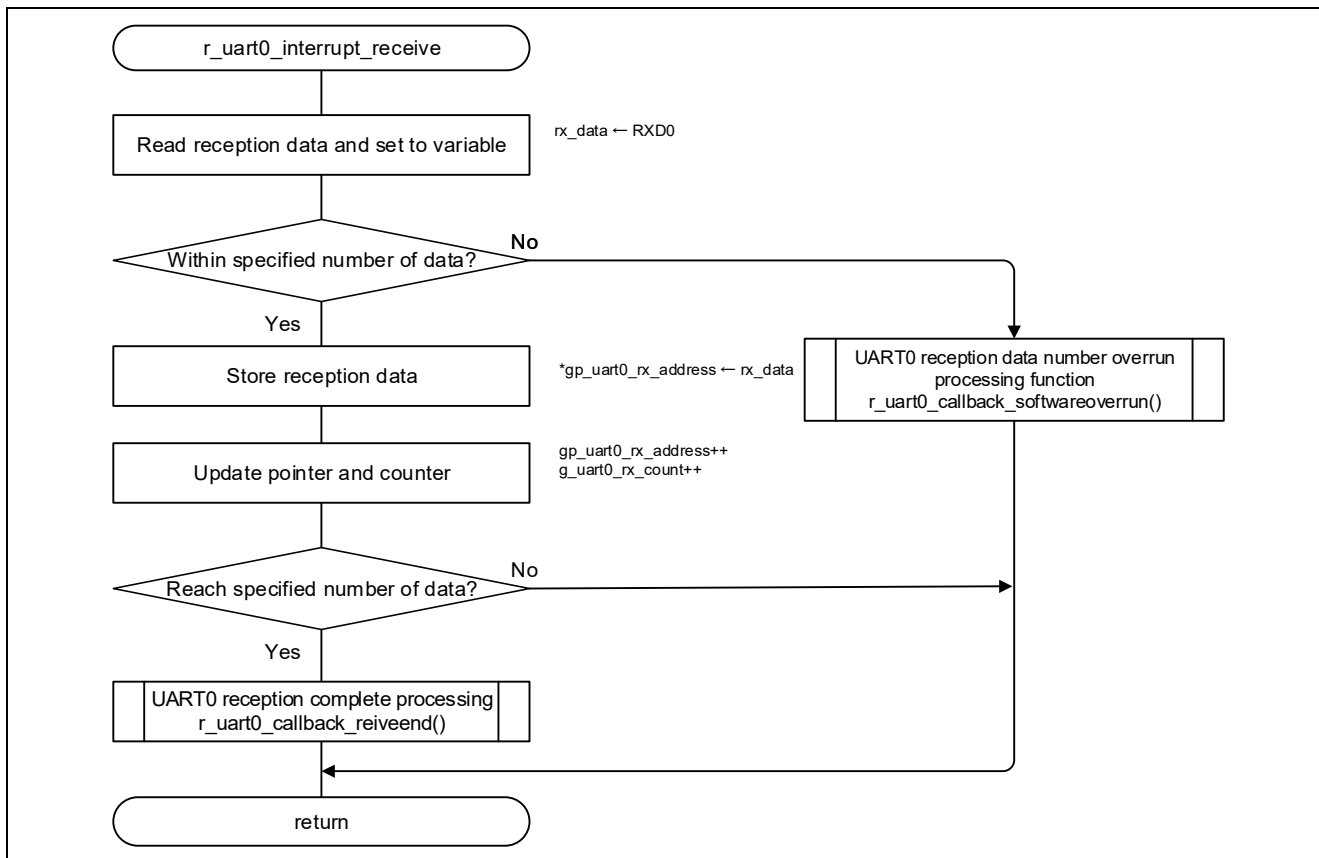 r_uart0_interrupt_receive
Read reception data and set to variable
rx_data ← RXD0
Within specified number of data?
No
Yes
Store reception data
*gp_uart0_rx_address ← rx_data
UART0 reception data number overrun
processing function
r_uart0_callback_softwareoverrun()
Update pointer and counter
gp_uart0_rx_address++
g_uart0_rx_count++
Reach specified number of data?
No
Yes
UART0 reception complete processing
r_uart0_callback_reiveend()
return